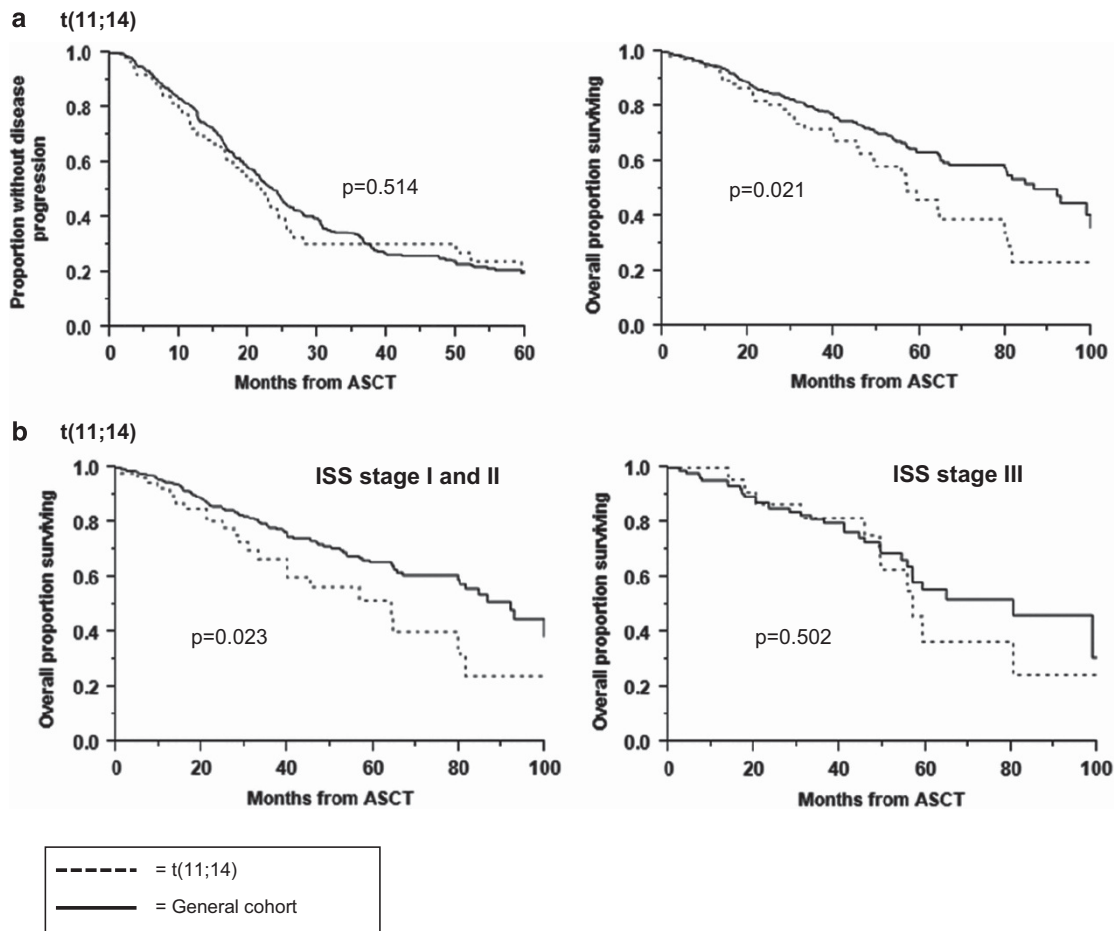 a t(11;14)
Proportion without disease
progression
1.0
0.8
0.6
0.4
0.2
0.0
p=0.514
0 10 20 30 40 50 60
Months from ASCT
Overall proportion surviving
1.0
0.8
0.6
0.4
0.2
0.0
p=0.021
0 20 40 60 80 100
Months from ASCT
b t(11;14)
Overall proportion surviving
1.0
0.8
0.6
0.4
0.2
0.0
ISS stage I and II
p=0.023
0 20 40 60 80 100
Months from ASCT
Overall proportion surviving
1.0
0.8
0.6
0.4
0.2
0.0
ISS stage III
p=0.502
0 20 40 60 80 100
Months from ASCT
= t(11;14)
= General cohort